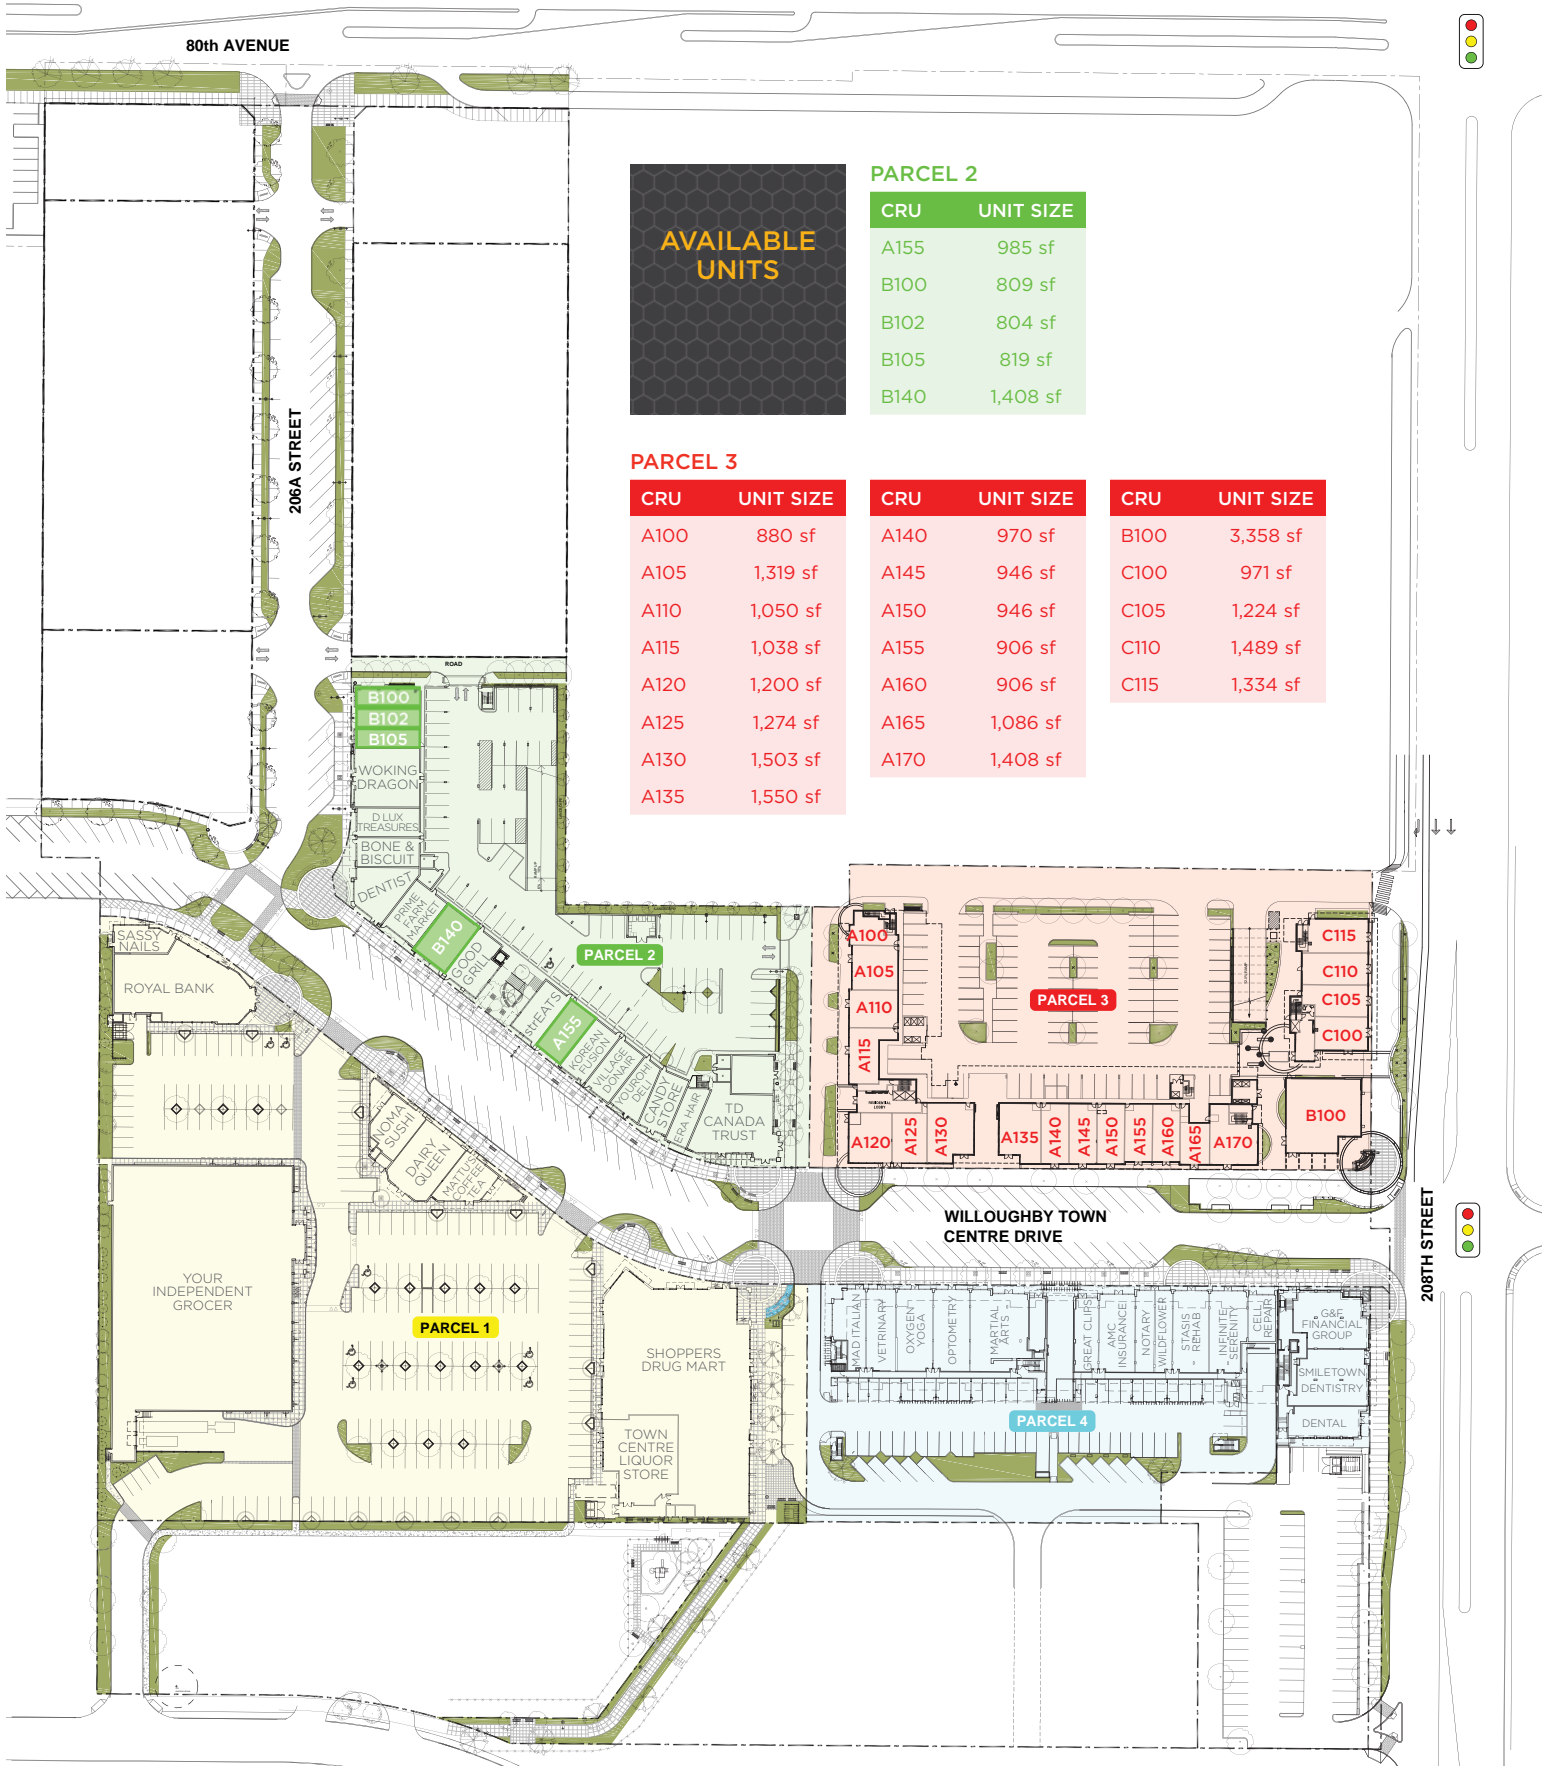 80th AVENUE
206A STREET
AVAILABLE
UNITS
PARCEL 2
CRU UNIT SIZE
A155 985 sf
B100 809 sf
B102 804 sf
B105 819 sf
B140 1,408 sf
PARCEL 3
CRU UNIT SIZE
A100 880 sf
A105 1,319 sf
A110 1,050 sf
A115 1,038 sf
A120 1,200 sf
A125 1,274 sf
A130 1,503 sf
A135 1,550 sf
CRU UNIT SIZE
A140 970 sf
A145 946 sf
A150 946 sf
A155 906 sf
A160 906 sf
A165 1,086 sf
A170 1,408 sf
CRU UNIT SIZE
B100 3,358 sf
C100 971 sf
C105 1,224 sf
C110 1,489 sf
C115 1,334 sf
ROAD
B100
B102
B105
WOKING
DRAGON
D LUX
TREASURES
BONE &
BISCUIT
DENTIST
PRIME
FARM
MARKET
B140
GOOD
GRILL
PARCEL 2
strEATS
A155
KOREAN
FUSION
VILLAGE
DONAIR
YOUR CHI
CANDY
STORE
ERA HAIR
TD
CANADA
TRUST
SASSY
NAILS
ROYAL BANK
NOMA
SUSHI
DAIRY
QUEEN
COFFEE
TEA
YOUR
INDEPENDENT
GROCER
PARCEL 1
SHOPPERS
DRUG MART
TOWN
CENTRE
LIQUOR
STORE
A100
A105
A110
A115
RESIDENTIAL
LOBBY
A120
A125
A130
A135
A140
A145
A150
A155
A160
A165
A170
PARCEL 3
C115
C110
C105
C100
B100
WILLOUGHBY TOWN
CENTRE DRIVE
208TH STREET
MAD ITALIAN
VETRINARY
OXYGEN
YOGA
OPTOMETRY
MARTIAL
ARTS
GREAT CLIPS
AMC
INSURANCE
NOTARY
WILDFLOWER
STASIS
REHAB
INFINITE
SERENITY
CELL
REPAIR
G&F
FINANCIAL
GROUP
SMILETOWN
DENTISTRY
DENTAL
PARCEL 4